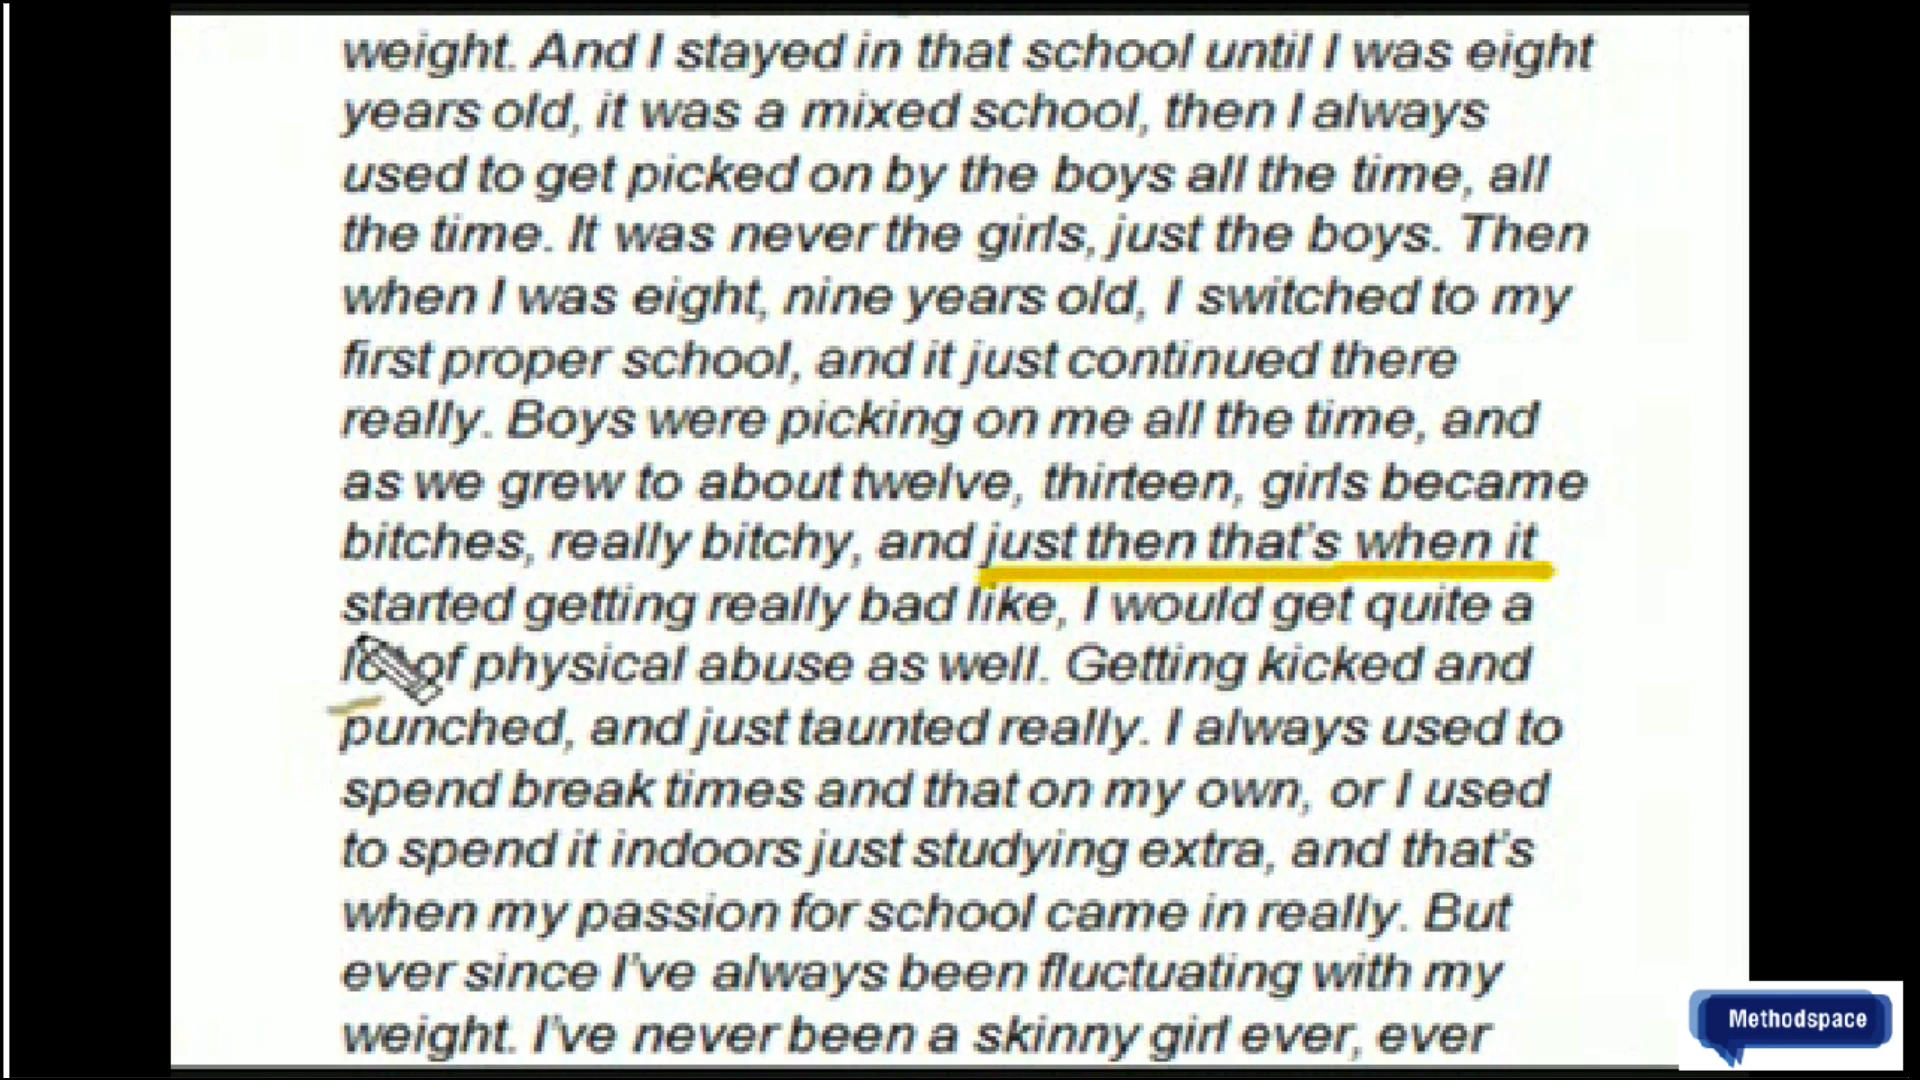 weight. And I stayed in that school until I was eight
years old, it was a mixed school, then I always
used to get picked on by the boys all the time, all
the time. It was never the girls, just the boys. Then
when I was eight, nine years old, I switched to my
first proper school, and it just continued there
really. Boys were picking on me all the time, and
as we grew to about twelve, thirteen, girls became
bitches, really bitchy, and just then that's when it
started getting really bad like, I would get quite a
lot of physical abuse as well. Getting kicked and
punched, and just taunted really. I always used to
spend break times and that on my own, or I used
to spend it indoors just studying extra, and that's
when my passion for school came in really. But
ever since I've always been fluctuating with my
weight. I've never been a skinny girl ever, ever
Methodspace